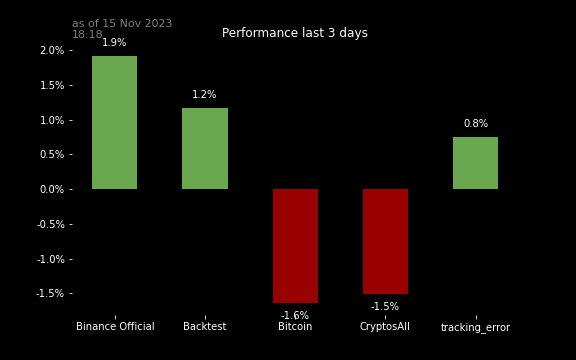 as of 15 Nov 2023
18:18
Performance last 3 days
2.0%
1.5%
1.0%
0.5%
0.0%
-0.5%
-1.0%
-1.5%
1.9%
1.2%
-1.6%
-1.5%
0.8%
Binance Official
Backtest
Bitcoin
CryptosAll
tracking_error